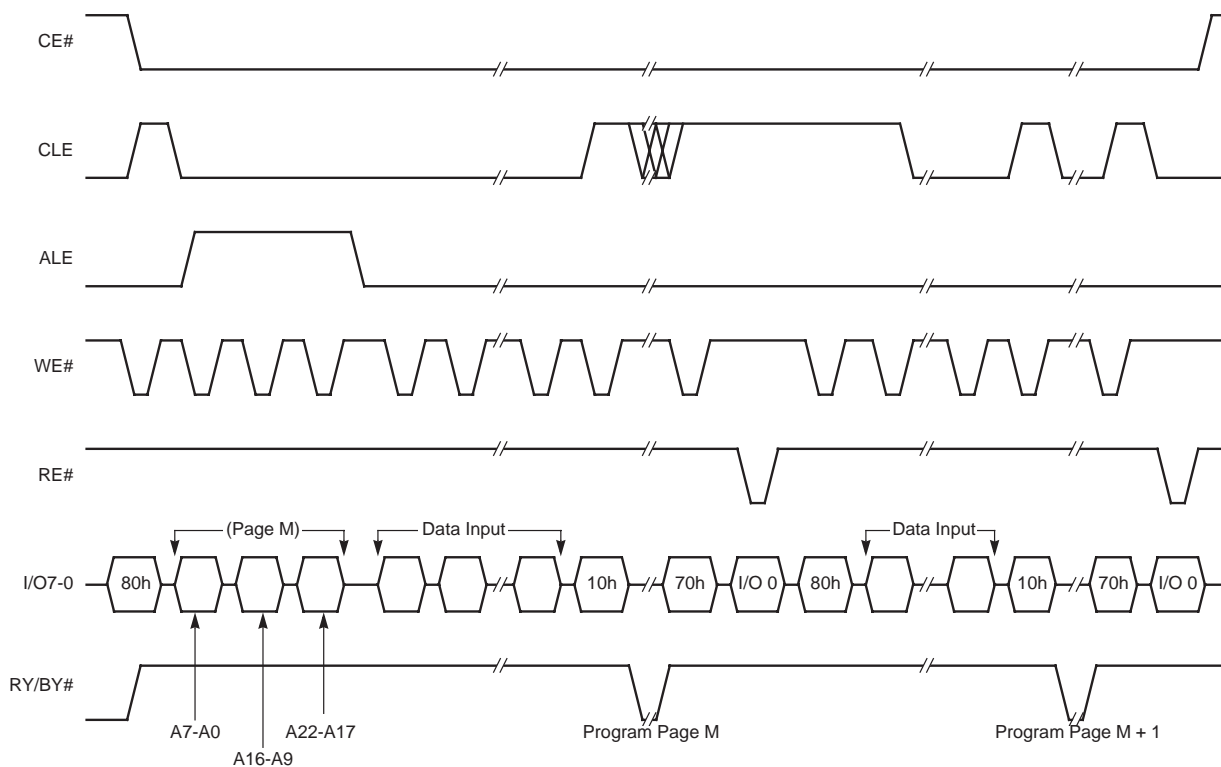 CE#
CLE
ALE
WE#
RE#
(Page M)
Data Input
Data Input
I/O7-0
80h
10h
70h
I/O 0
80h
10h
70h
I/O 0
RY/BY#
A7-A0
A22-A17
Program Page M
Program Page M + 1
A16-A9